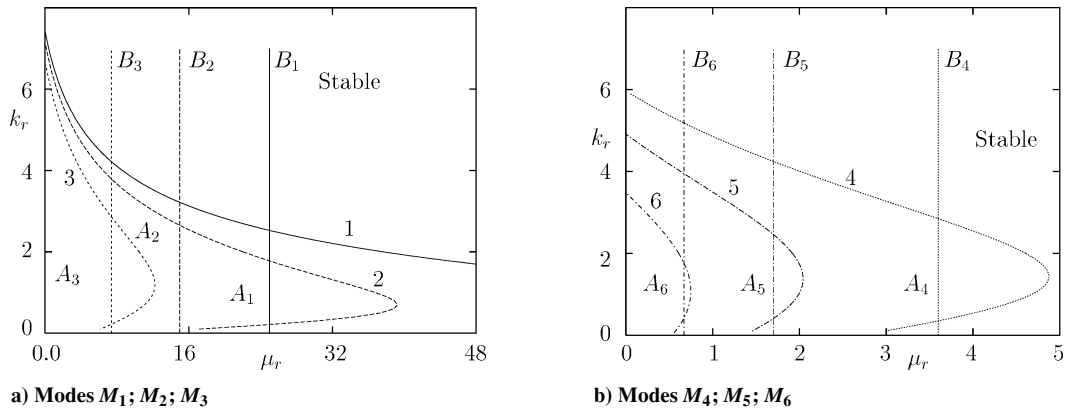 B₃ B₂ B₁
Stable
6
kᵣ
4
3
1
A₂
2
A₃ A₁ 2
0
0.0 16 32 48
μᵣ
a) Modes M₁; M₂; M₃
B₆ B₅ B₄
6
Stable
kᵣ
4
4
5
6
2
A₆ A₅ A₄
0
0 1 2 3 4 5
μᵣ
b) Modes M₄; M₅; M₆